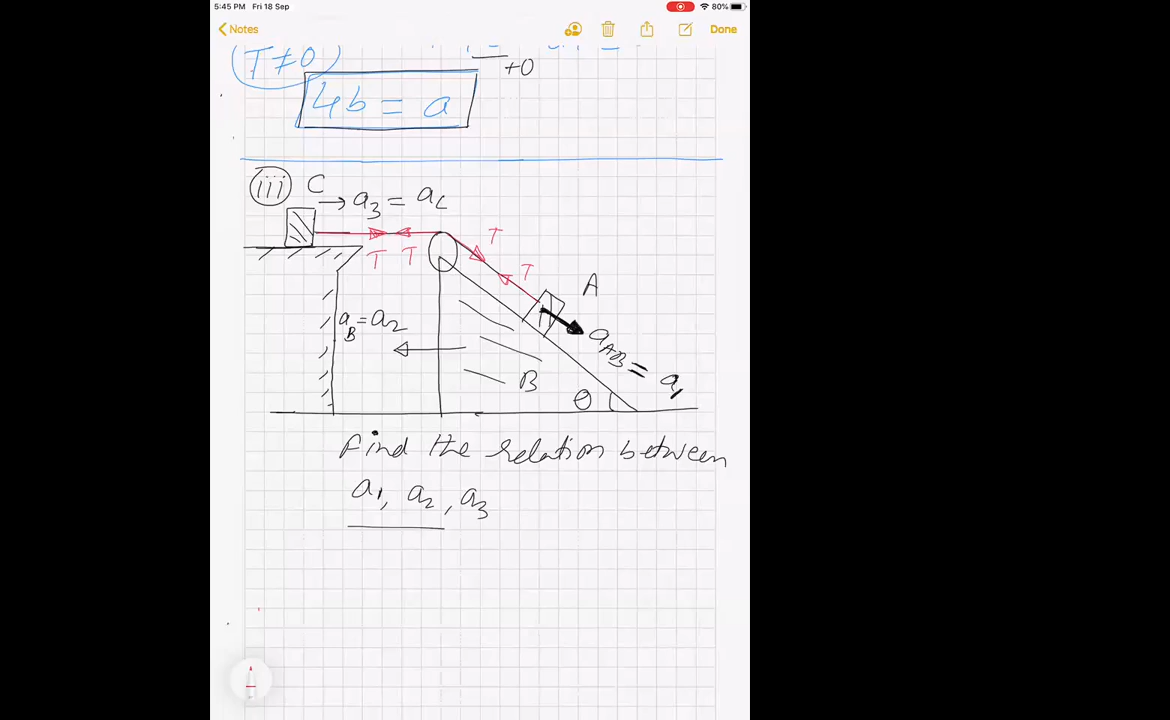 5:45 PM Fri 18 Sep
80%
Notes
Done
T ≠ 0
+0
4b = a
(iii) C → a3 = aC
T T T T
A
aB = a2
aAB = a1
B
θ
Find the relation between
a1, a2, a3